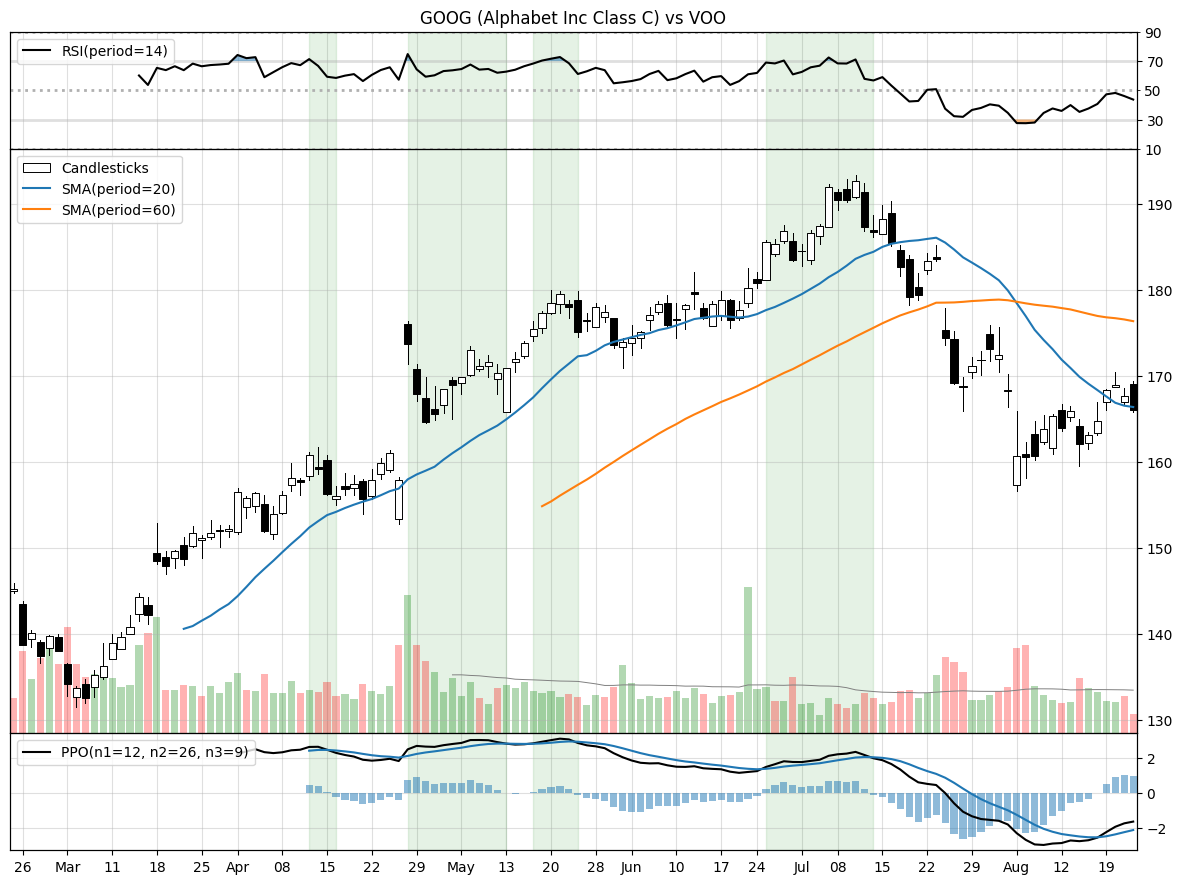 GOOG (Alphabet Inc Class C) vs VOO
RSI(period=14)
90
70
50
30
10
Candlesticks
SMA(period=20)
SMA(period=60)
190
180
170
160
150
140
130
PPO(n1=12, n2=26, n3=9)
2
0
−2
26 Mar 11 18 25 Apr 08 15 22 May 13 20 28 Jun 10 17 24 Jul 08 15 22 29 Aug 12 19